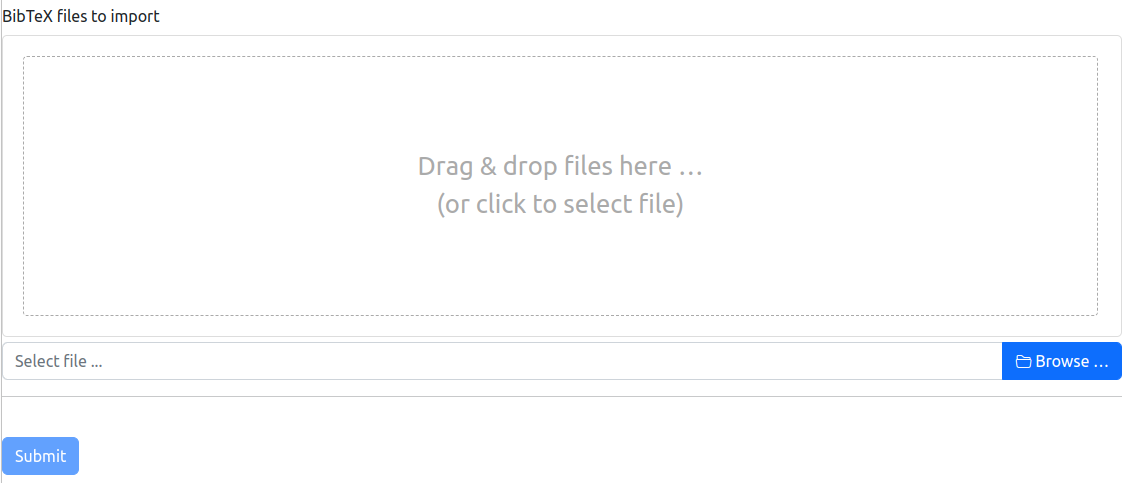 BibTeX files to import
Drag & drop files here …
(or click to select file)
Select file ...
Browse …
Submit